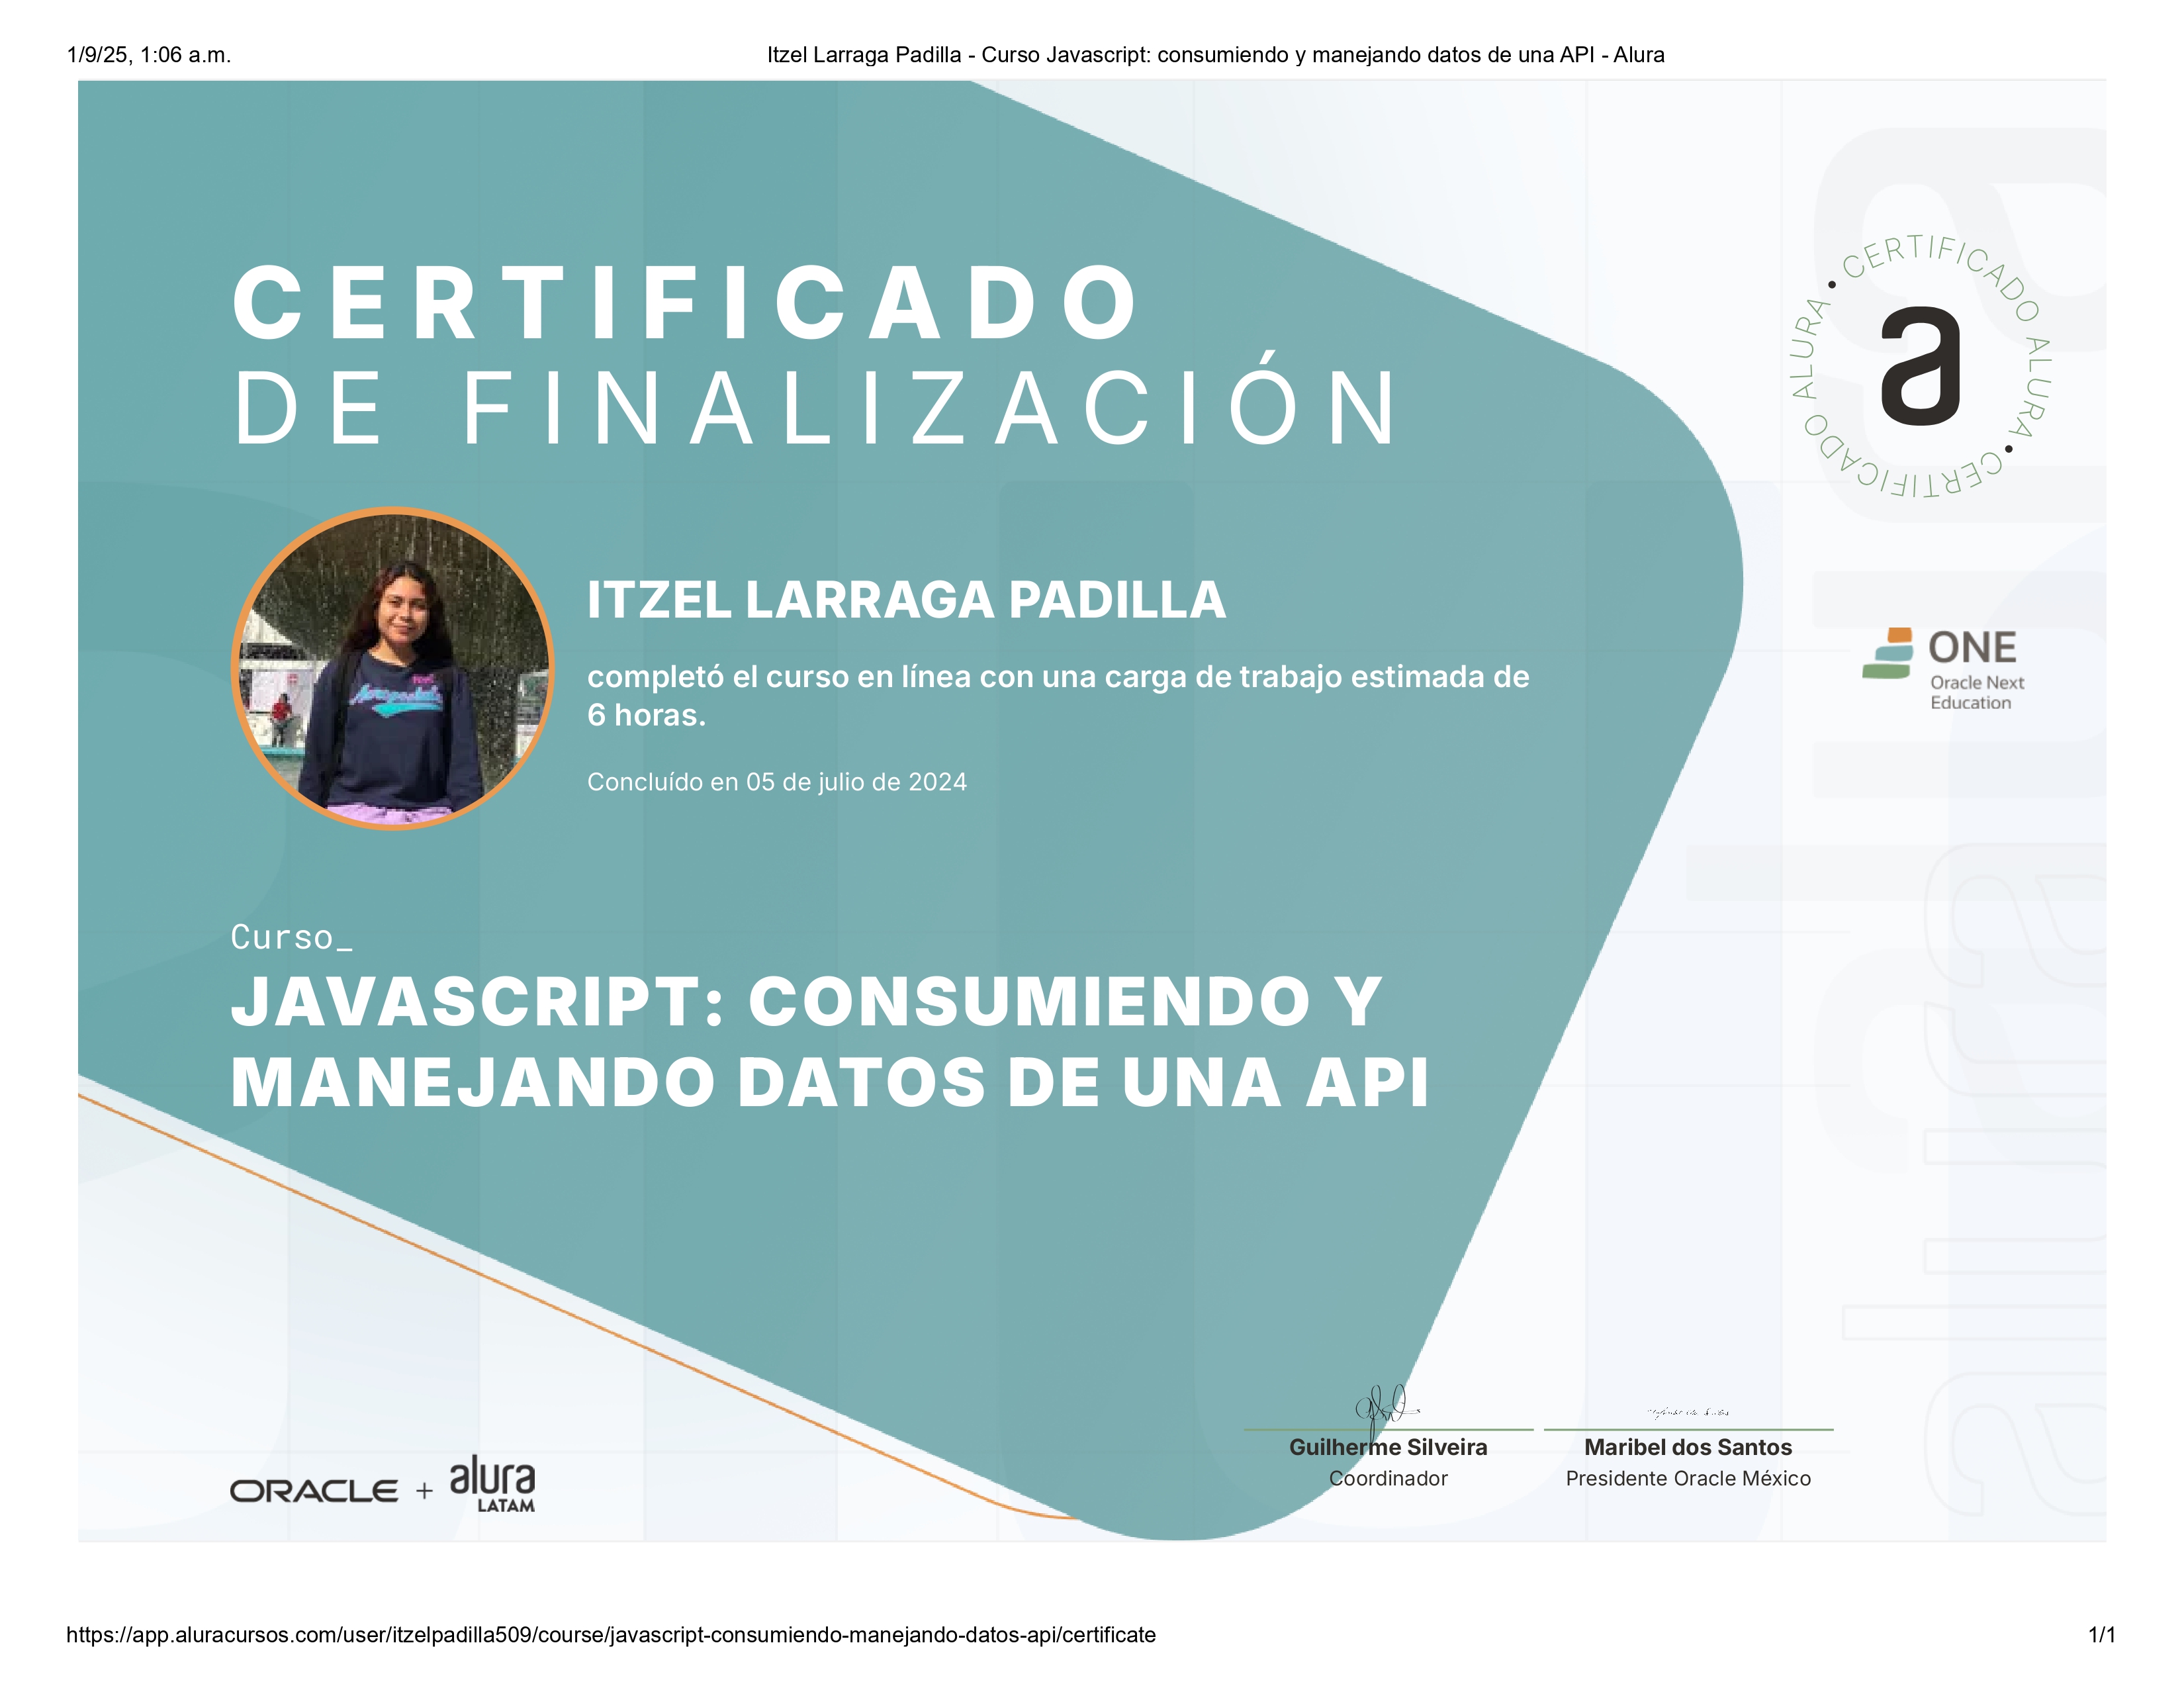 1/9/25, 1:06 a.m.
Itzel Larraga Padilla - Curso Javascript: consumiendo y manejando datos de una API - Alura
CERTIFICADO
DE FINALIZACIÓN
• CERTIFICADO ALURA • CERTIFICADO ALURA
a
ITZEL LARRAGA PADILLA
completó el curso en línea con una carga de trabajo estimada de
6 horas.
Concluído en 05 de julio de 2024
ONE
Oracle Next
Education
Curso_
JAVASCRIPT: CONSUMIENDO Y
MANEJANDO DATOS DE UNA API
Guilherme Silveira
Coordinador
Maribel dos Santos
Presidente Oracle México
ORACLE + alura
LATAM
alura
https://app.aluracursos.com/user/itzelpadilla509/course/javascript-consumiendo-manejando-datos-api/certificate
1/1